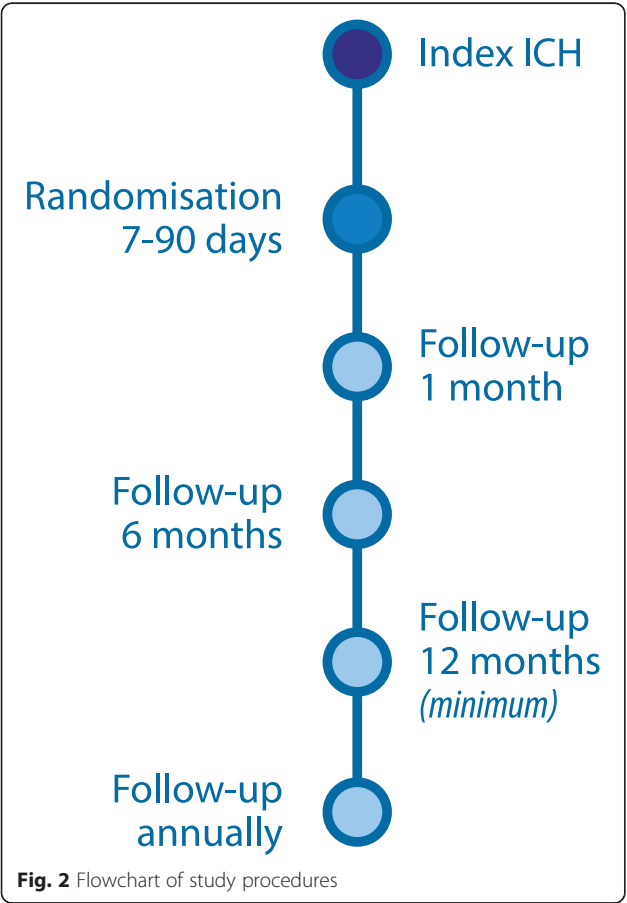 Index ICH
Randomisation
7-90 days
Follow-up
1 month
Follow-up
6 months
Follow-up
12 months
(minimum)
Follow-up
annually
Fig. 2 Flowchart of study procedures